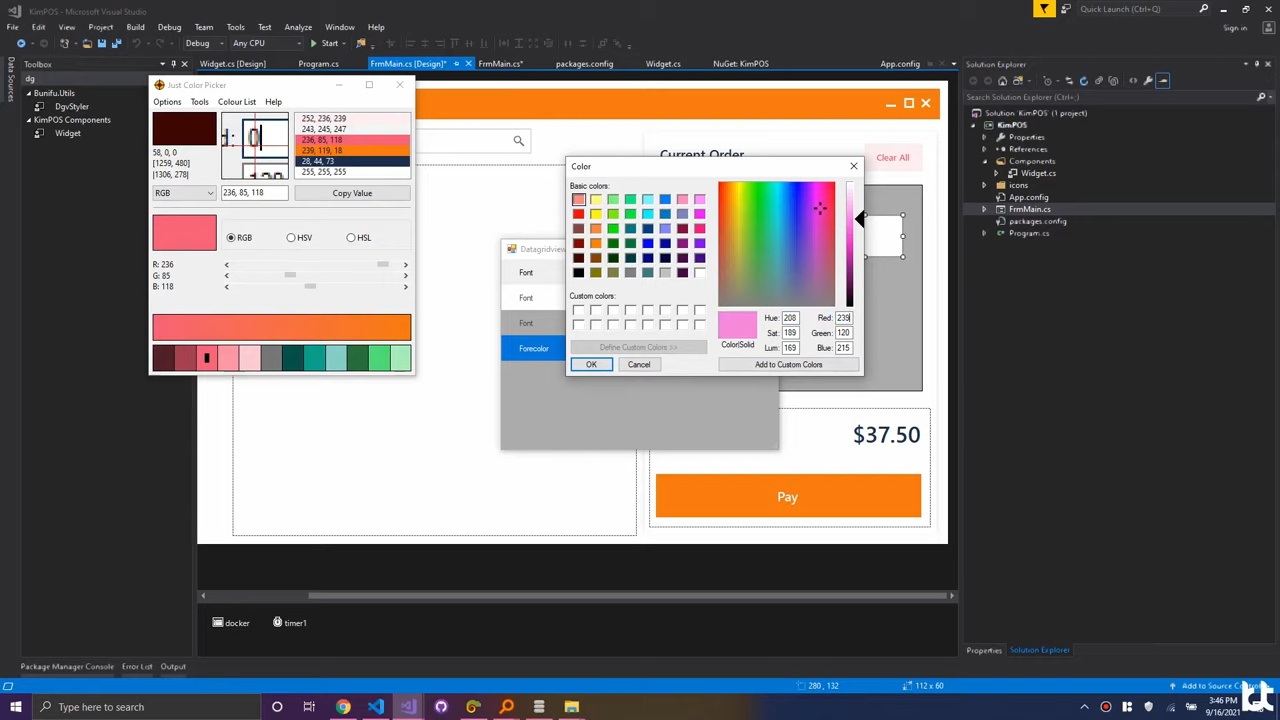 KimPOS - Microsoft Visual Studio
Quick Launch (Ctrl+Q)
File Edit View Project Build Debug Team Tools Test Analyze Window Help
Sign in
Debug Any CPU Start
Toolbox
Widget.cs [Design] Program.cs FrmMain.cs [Design]* FrmMain.cs* packages.config Widget.cs NuGet: KimPOS App.config
Solution Explorer
dg
Search Solution Explorer (Ctrl+;)
Bunifu.Utils
DgvStyler
KimPOS Components
Widget
Solution 'KimPOS' (1 project)
KimPOS
Properties
References
Components
Widget.cs
icons
App.config
FrmMain.cs
packages.config
Program.cs
Just Color Picker
Options Tools Colour List Help
252, 236, 239
243, 245, 247
236, 85, 118
239, 119, 18
28, 44, 73
255, 255, 255
58, 0, 0
[1259, 480]
[1306, 278]
RGB 236, 85, 118 Copy Value
RGB HSV HSL
R: 236
G: 85
B: 118
Current Order
Clear All
Datagridview
Font
Font
Font
Forecolor
Color
Basic colors:
Custom colors:
Define Custom Colors >>
OK Cancel
Color|Solid
Hue: 208 Red: 239
Sat: 189 Green: 120
Lum: 169 Blue: 215
Add to Custom Colors
$37.50
Pay
docker timer1
Package Manager Console Error List Output
Properties Solution Explorer
280 , 132 112 x 60
Add to Source Control
Type here to search
3:46 PM
9/16/2021